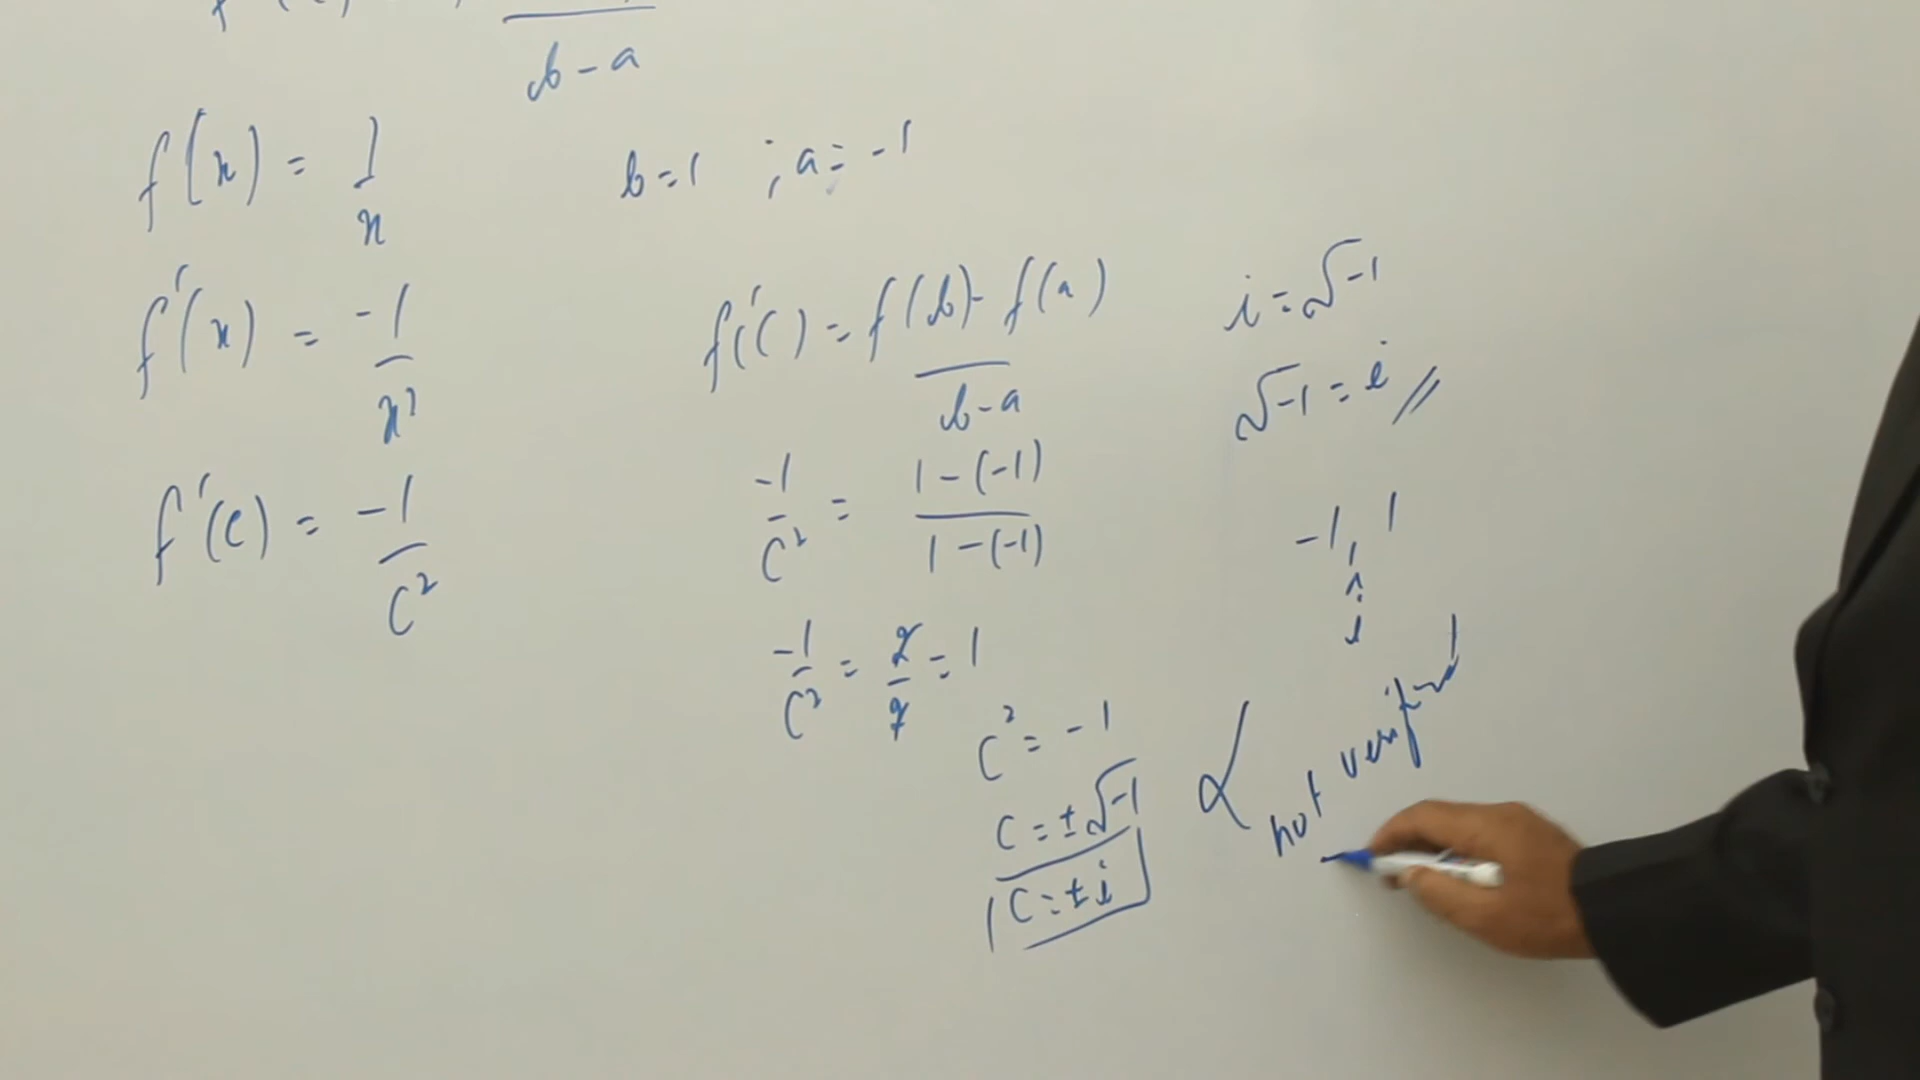 b - a
f(x) = 1/x
b = 1 ; a = -1
f'(x) = -1/x²
f'(c) = -1/c²
f'(c) = f(b) - f(a) / b - a
-1/c² = 1 - (-1) / 1 - (-1)
-1/c² = 2/2 = 1
c² = -1
c = ±√-1
c = ±i
i = √-1
√-1 = i //
-1, 1
i
not verified